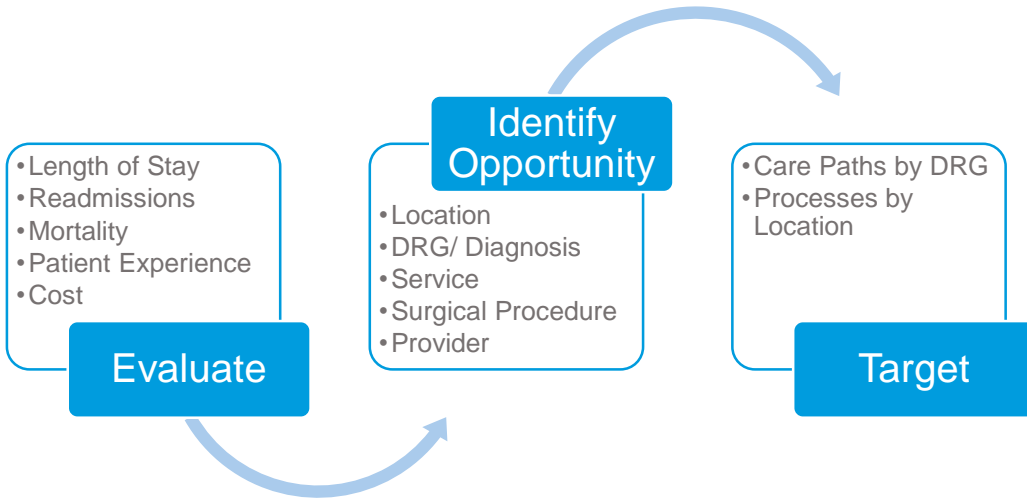 •Length of Stay
•Readmissions
•Mortality
•Patient Experience
•Cost
Evaluate
Identify
Opportunity
•Location
•DRG/ Diagnosis
•Service
•Surgical Procedure
•Provider
•Care Paths by DRG
•Processes by
Location
Target